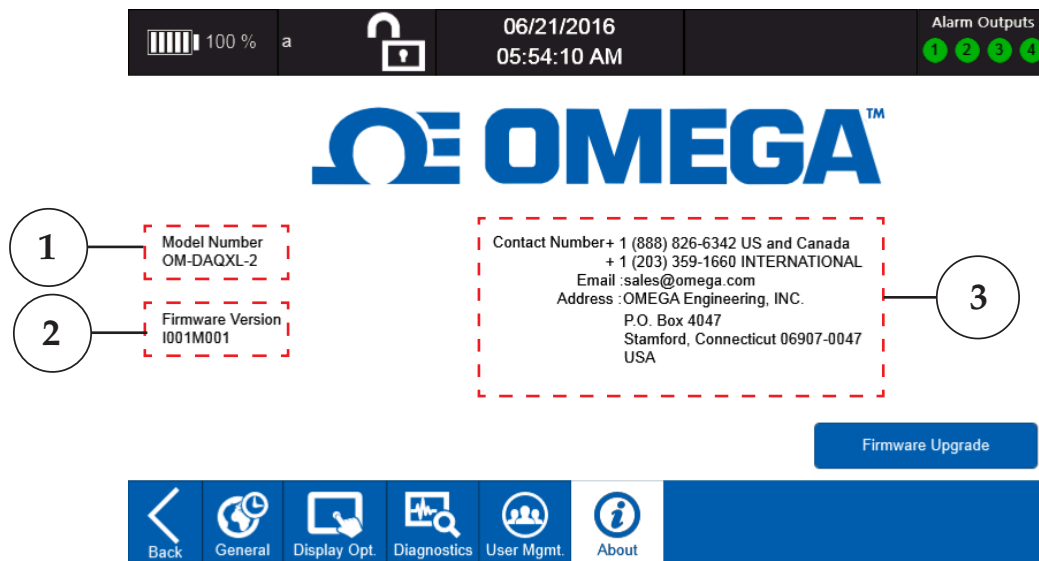 100 %
a
06/21/2016
05:54:10 AM
Alarm Outputs
1 2 3 4
OMEGA™
1
Model Number
OM-DAQXL-2
2
Firmware Version
I001M001
Contact Number+ 1 (888) 826-6342 US and Canada
+ 1 (203) 359-1660 INTERNATIONAL
Email :sales@omega.com
Address :OMEGA Engineering, INC.
P.O. Box 4047
Stamford, Connecticut 06907-0047
USA
3
Firmware Upgrade
Back
General
Display Opt.
Diagnostics
User Mgmt.
About